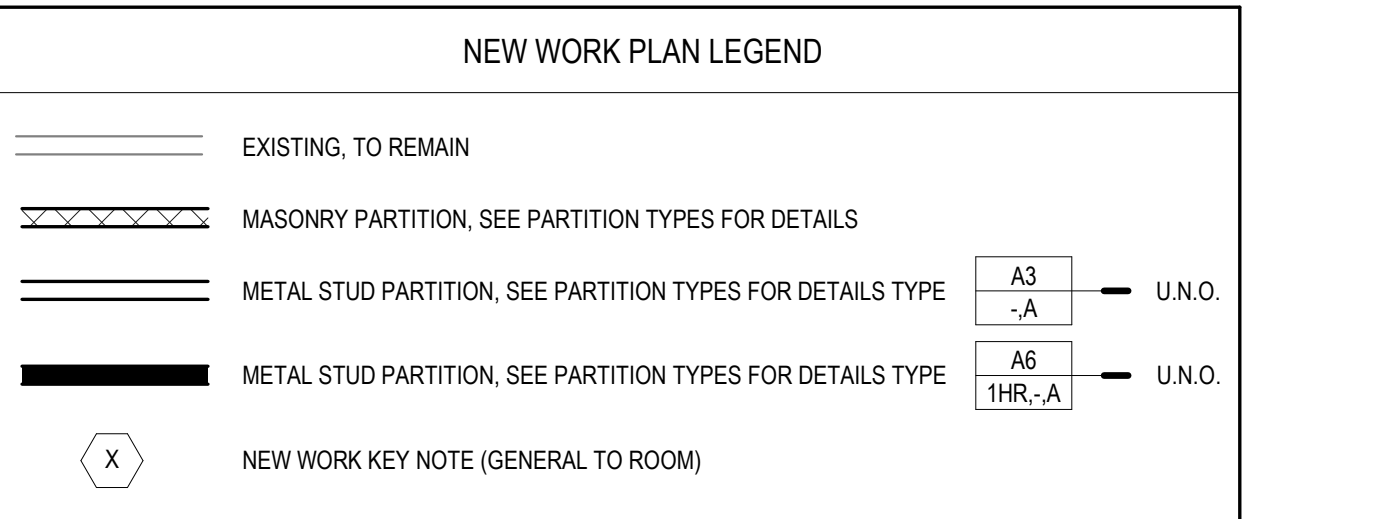 NEW WORK PLAN LEGEND
EXISTING, TO REMAIN
MASONRY PARTITION, SEE PARTITION TYPES FOR DETAILS
METAL STUD PARTITION, SEE PARTITION TYPES FOR DETAILS TYPE
A3
-,A
U.N.O.
METAL STUD PARTITION, SEE PARTITION TYPES FOR DETAILS TYPE
A6
1HR,-,A
U.N.O.
X
NEW WORK KEY NOTE (GENERAL TO ROOM)